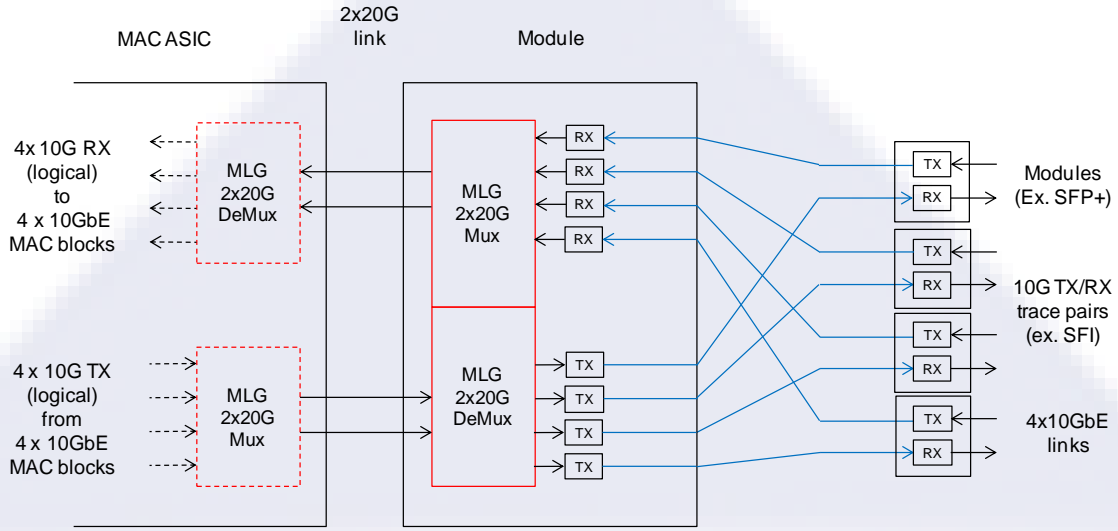 MAC ASIC
2x20G
link
Module
4x 10G RX
(logical)
to
4 x 10GbE
MAC blocks
MLG
2x20G
DeMux
MLG
2x20G
Mux
RX
RX
RX
RX
TX
RX
TX
RX
TX
RX
TX
RX
Modules
(Ex. SFP+)
10G TX/RX
trace pairs
(ex. SFI)
4x10GbE
links
4 x 10G TX
(logical)
from
4 x 10GbE
MAC blocks
MLG
2x20G
Mux
MLG
2x20G
DeMux
TX
TX
TX
TX